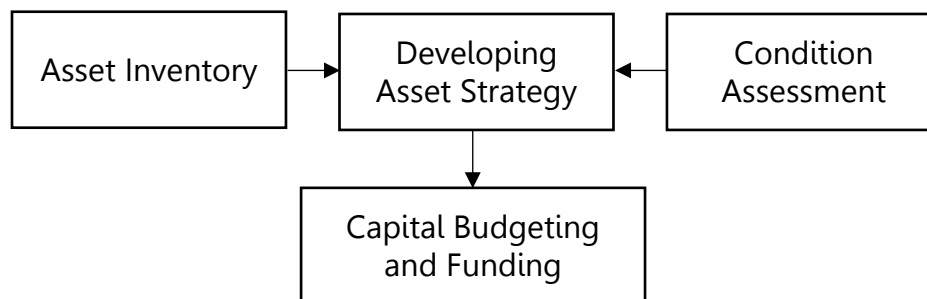 Asset Inventory
Developing
Asset Strategy
Condition
Assessment
Capital Budgeting
and Funding